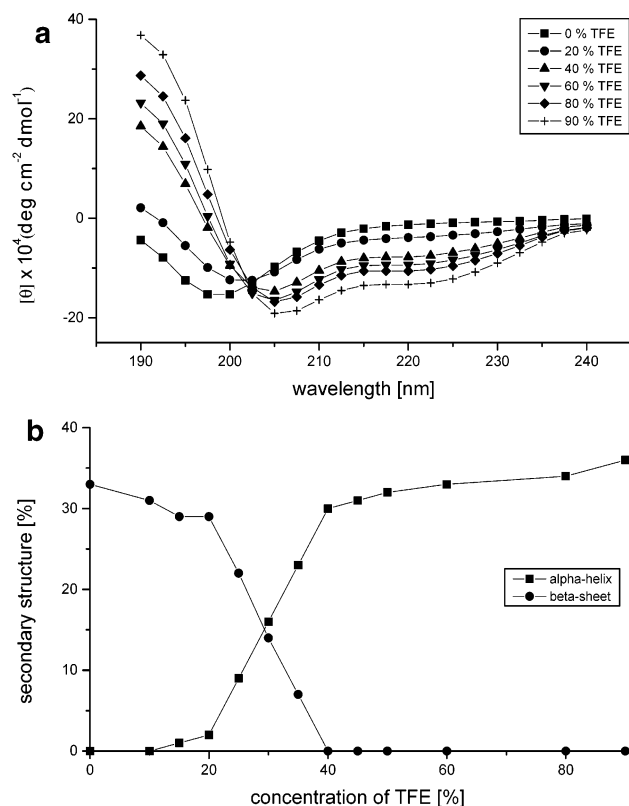 a
0 % TFE
20 % TFE
40 % TFE
60 % TFE
80 % TFE
90 % TFE
[θ] x 10⁴(deg cm⁻² dmol⁻¹)
40
20
0
-20
190 200 210 220 230 240
wavelength [nm]
b
secondary structure [%]
40
30
20
10
0
alpha-helix
beta-sheet
0 20 40 60 80
concentration of TFE [%]